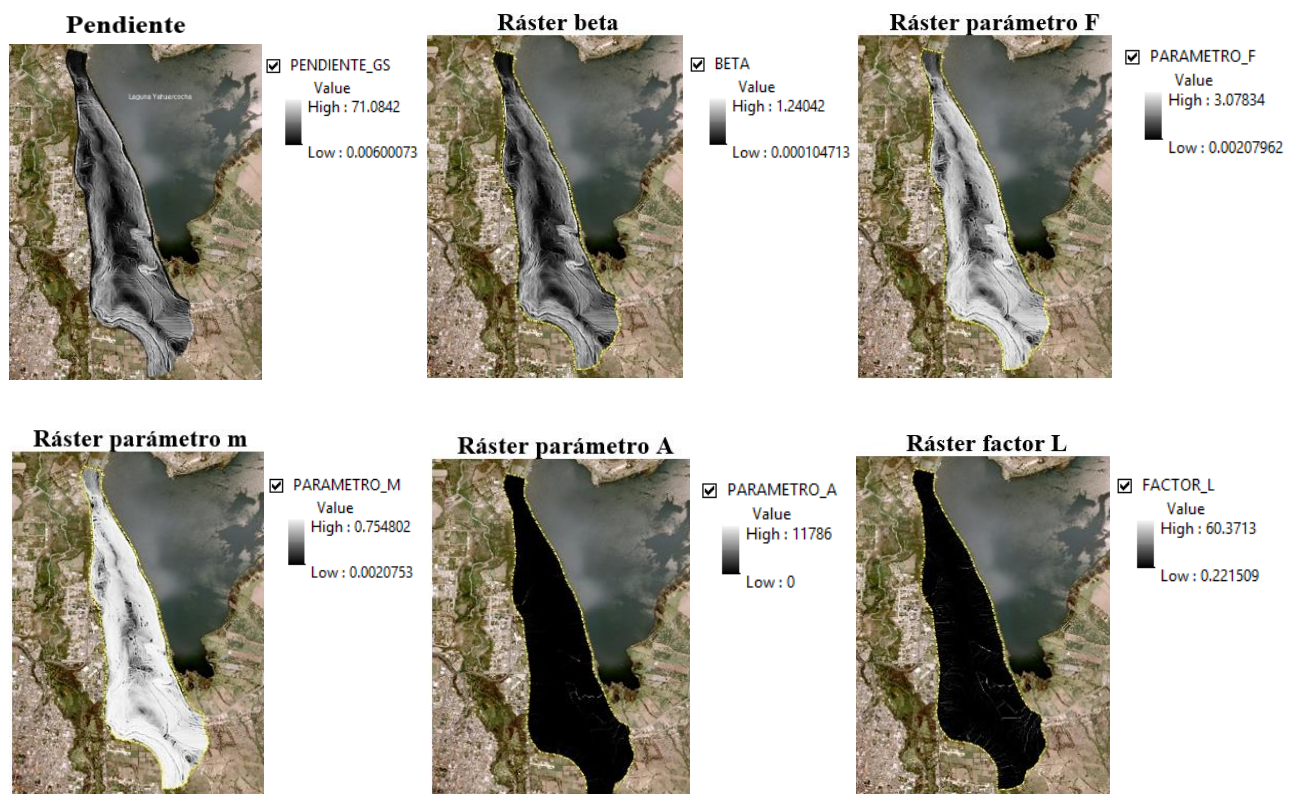 Pendiente
PENDIENTE_GS
Value
High : 71.0842
Low : 0.00600073
Laguna Yahuarcocha
Ráster beta
BETA
Value
High : 1.24042
Low : 0.000104713
Ráster parámetro F
PARAMETRO_F
Value
High : 3.07834
Low : 0.00207962
Ráster parámetro m
PARAMETRO_M
Value
High : 0.754802
Low : 0.0020753
Ráster parámetro A
PARAMETRO_A
Value
High : 11786
Low : 0
Ráster factor L
FACTOR_L
Value
High : 60.3713
Low : 0.221509